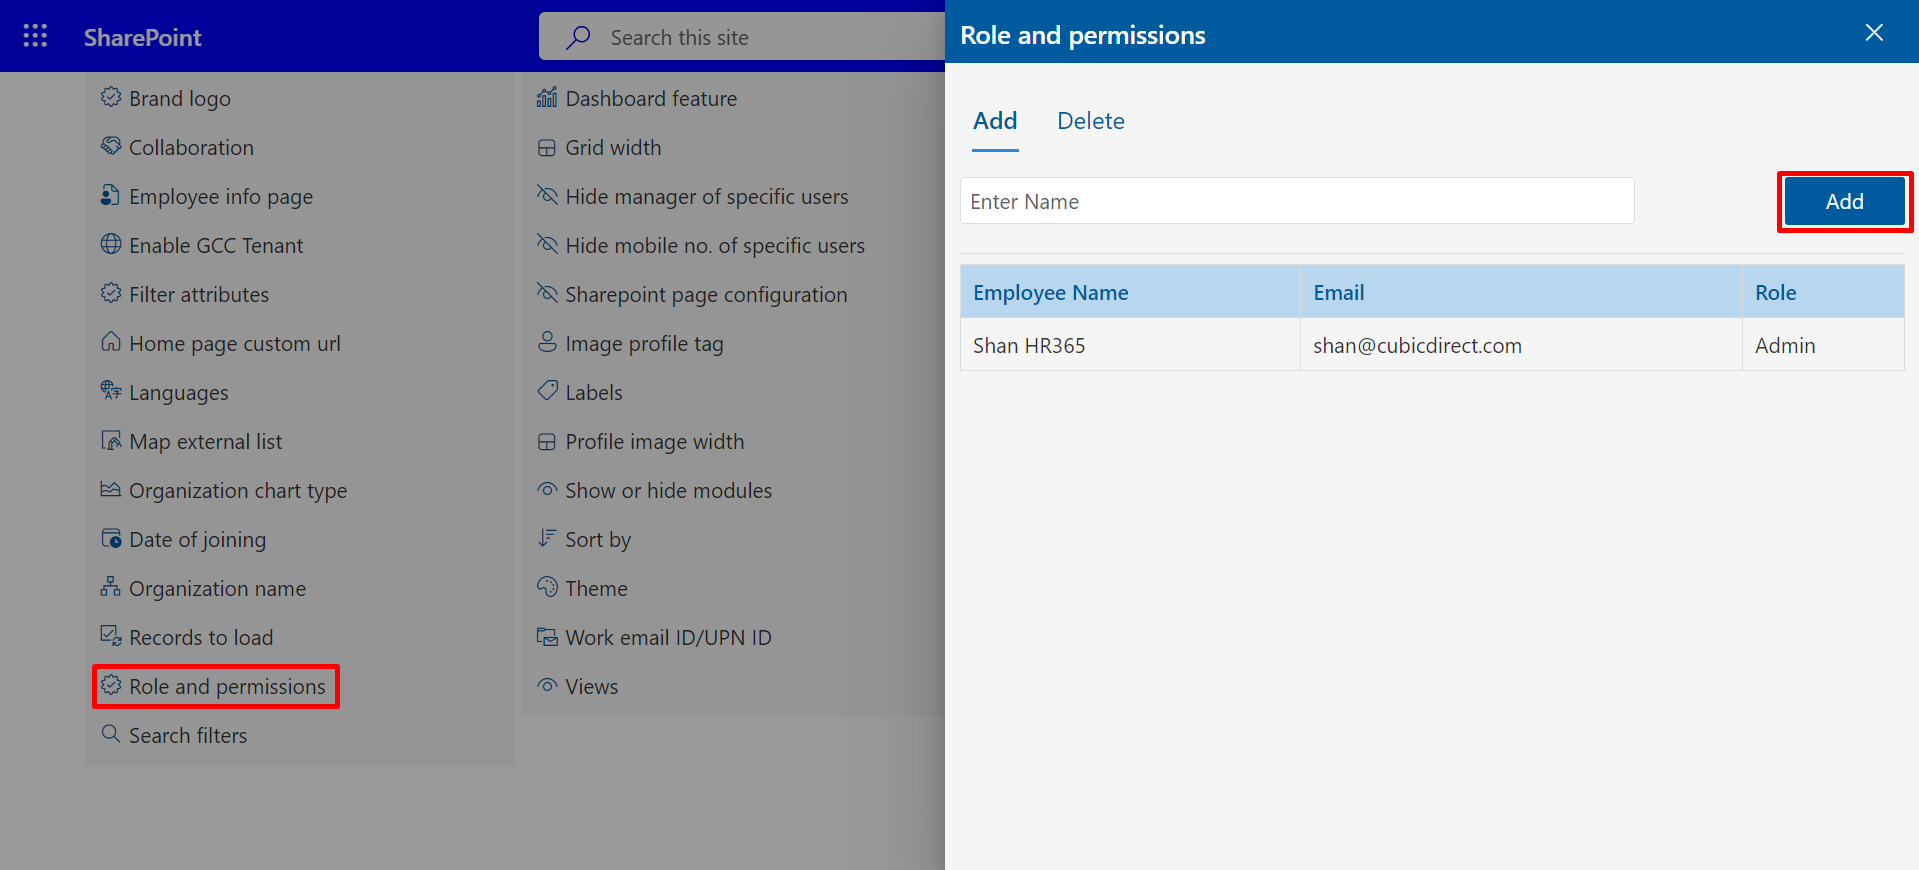 SharePoint
Search this site
Brand logo
Collaboration
Employee info page
Enable GCC Tenant
Filter attributes
Home page custom url
Languages
Map external list
Organization chart type
Date of joining
Organization name
Records to load
Role and permissions
Search filters
Dashboard feature
Grid width
Hide manager of specific users
Hide mobile no. of specific users
Sharepoint page configuration
Image profile tag
Labels
Profile image width
Show or hide modules
Sort by
Theme
Work email ID/UPN ID
Views
Role and permissions
Add Delete
Enter Name Add
Employee Name Email Role
Shan HR365 shan@cubicdirect.com Admin